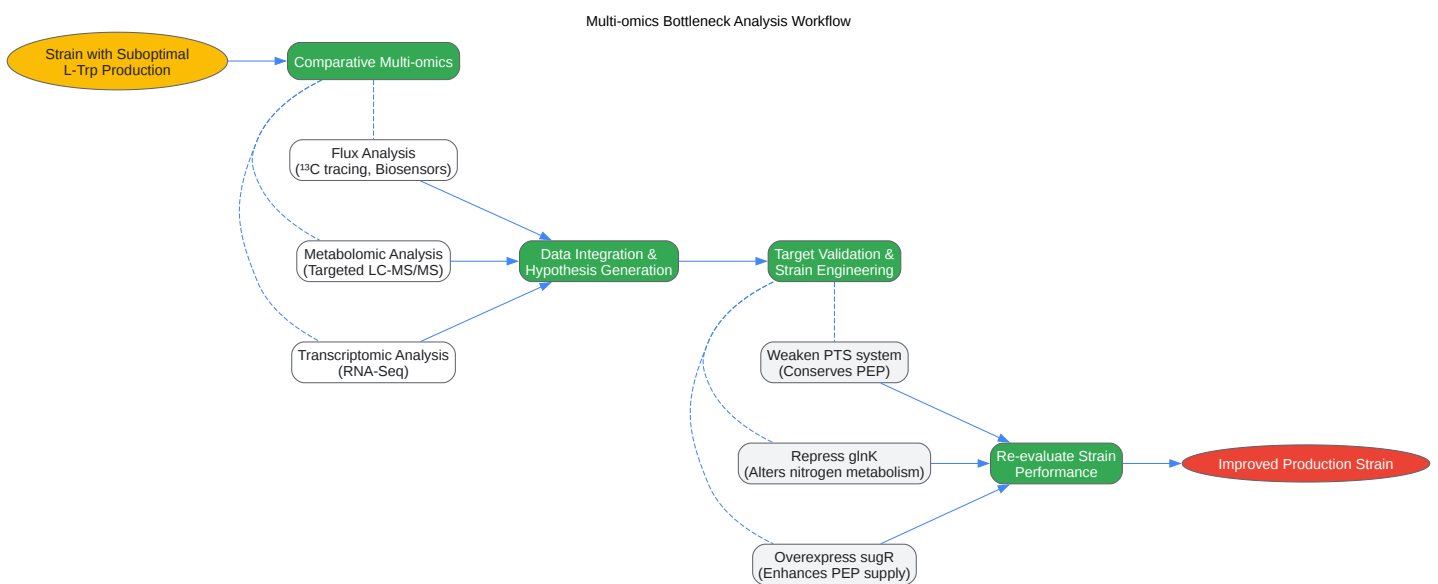 Multi-omics Bottleneck Analysis Workflow
Strain with Suboptimal
L-Trp Production
Comparative Multi-omics
Flux Analysis
(¹³C tracing, Biosensors)
Metabolomic Analysis
(Targeted LC-MS/MS)
Transcriptomic Analysis
(RNA-Seq)
Data Integration &
Hypothesis Generation
Target Validation &
Strain Engineering
Weaken PTS system
(Conserves PEP)
Repress glnK
(Alters nitrogen metabolism)
Overexpress sugR
(Enhances PEP supply)
Re-evaluate Strain
Performance
Improved Production Strain